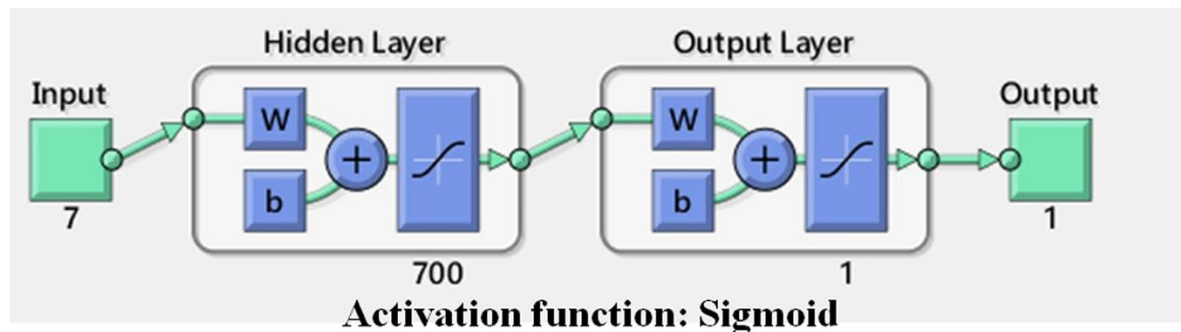 Hidden Layer
Output Layer
Input
Output
W
W
+
+
b
b
7
1
700
1
Activation function: Sigmoid